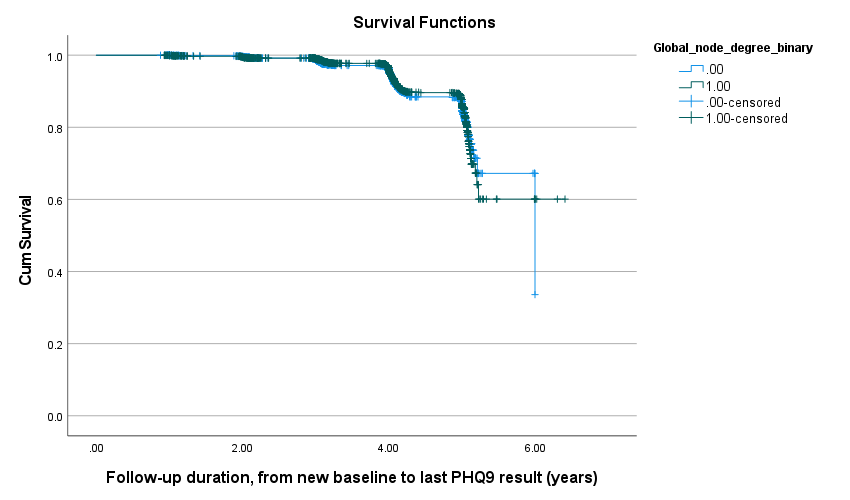 Survival Functions
Global_node_degree_binary
.00
1.00
.00-censored
1.00-censored
Cum Survival
1.0
0.8
0.6
0.4
0.2
0.0
.00
2.00
4.00
6.00
Follow-up duration, from new baseline to last PHQ9 result (years)